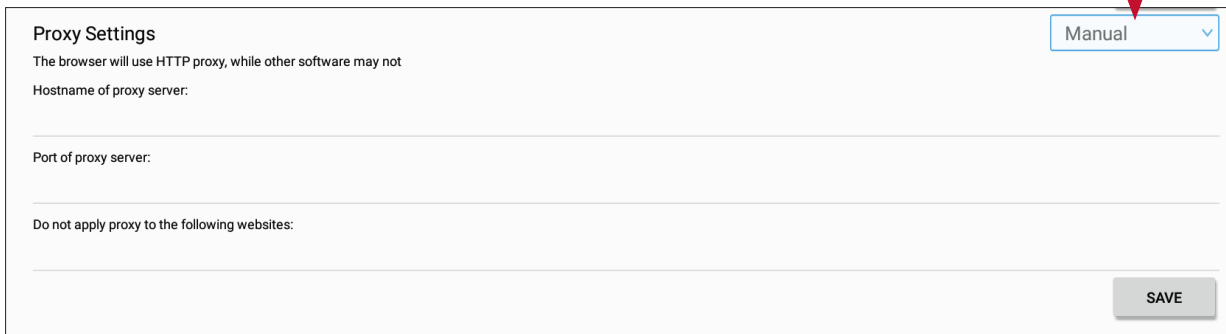 Proxy Settings
Manual
The browser will use HTTP proxy, while other software may not
Hostname of proxy server:
Port of proxy server:
Do not apply proxy to the following websites:
SAVE